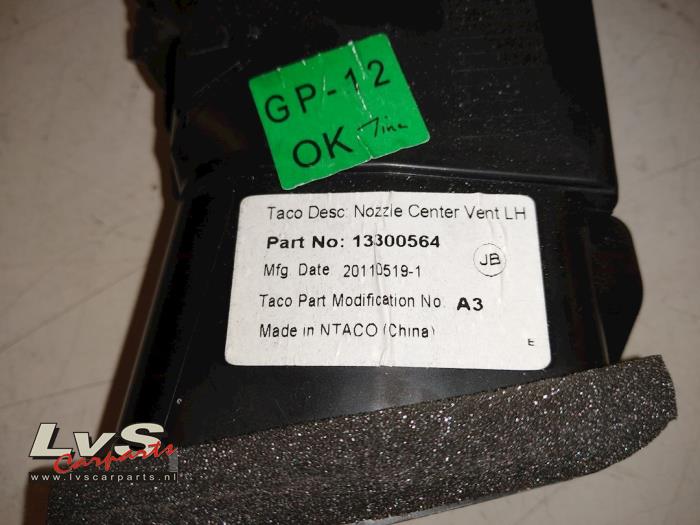 GP-12
OK
Taco Desc: Nozzle Center Vent LH
Part No: 13300564
JB
Mfg. Date 20110519-1
Taco Part Modification No. A3
Made in NTACO (China)
E
LvS
Carparts
www.lvscarparts.nl